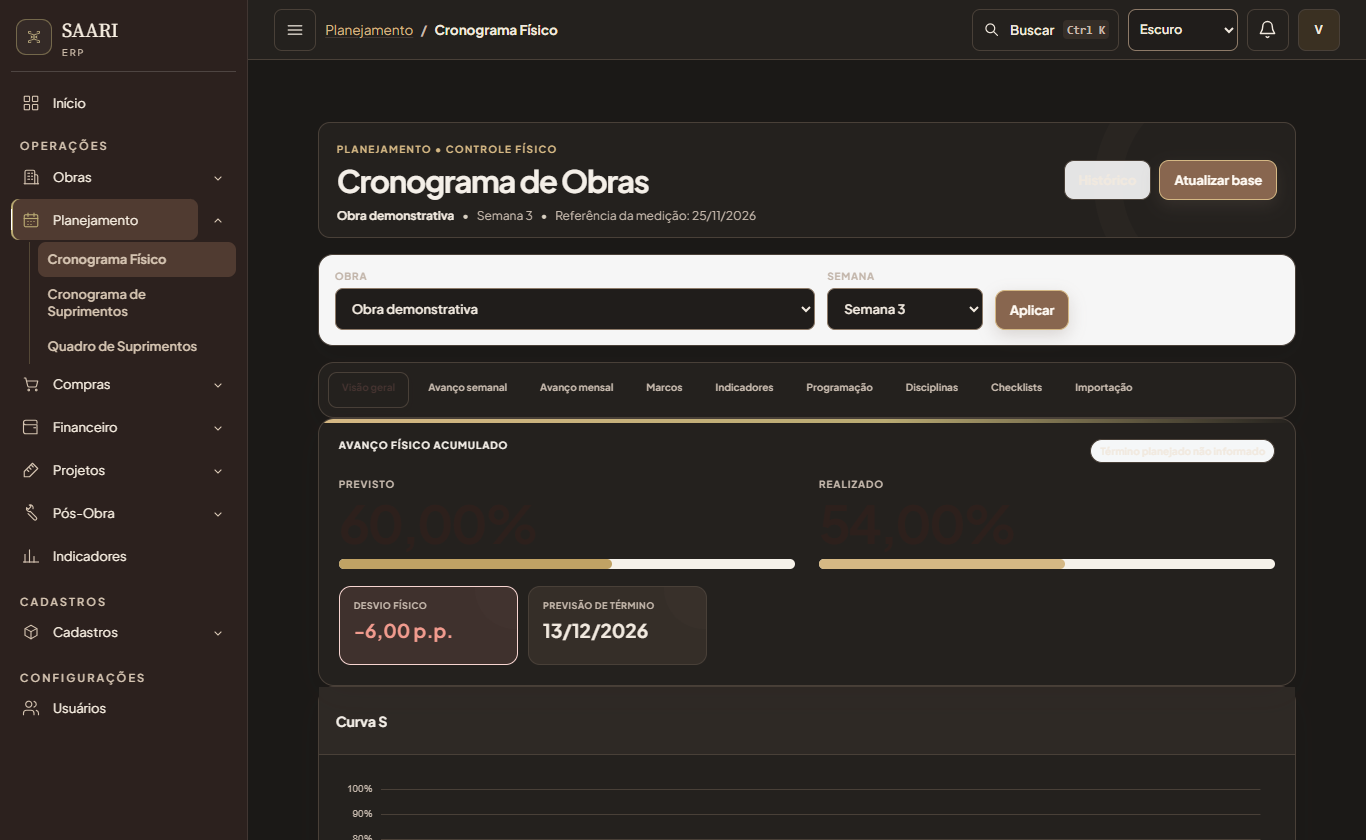 SAARI
ERP
Início
OPERAÇÕES
Obras
Planejamento
Cronograma Físico
Cronograma de
Suprimentos
Quadro de Suprimentos
Compras
Financeiro
Projetos
Pós-Obra
Indicadores
CADASTROS
Cadastros
CONFIGURAÇÕES
Usuários
Planejamento / Cronograma Físico
Buscar Ctrl K
Escuro
V
PLANEJAMENTO • CONTROLE FÍSICO
Cronograma de Obras
Obra demonstrativa • Semana 3 • Referência da medição: 25/11/2026
Histórico
Atualizar base
OBRA
Obra demonstrativa
SEMANA
Semana 3
Aplicar
Visão geral
Avanço semanal
Avanço mensal
Marcos
Indicadores
Programação
Disciplinas
Checklists
Importação
AVANÇO FÍSICO ACUMULADO
Término planejado não informado
PREVISTO
60.00%
REALIZADO
54.00%
DESVIO FÍSICO
-6,00 p.p.
PREVISÃO DE TÉRMINO
13/12/2026
Curva S
100%
90%
80%